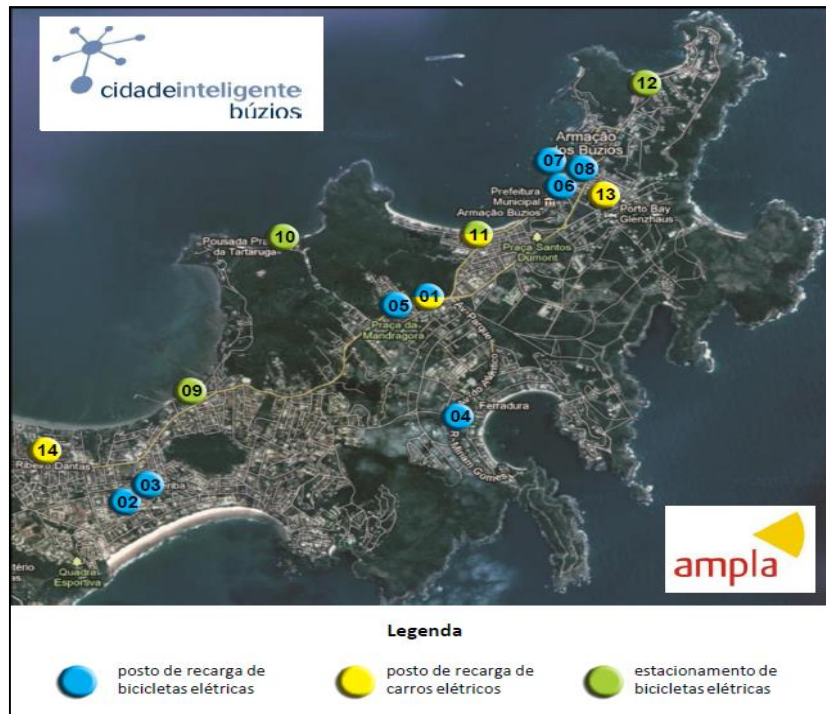 cidadeinteligente
búzios
12
Armação
dos Búzios
07
08
06
Prefeitura
Municipal
Armação Búzios
13
Porto Bay
Glenzhaus
11
Praça Santos
Dumont
10
Pousada
da Tartaruga
01
05
Praça da
Mandragora
Parque
09
04
Ferradura
14
Ribeiro Dantas
03
02
Quadra
Esportiva
ampla
Legenda
posto de recarga de
bicicletas elétricas
posto de recarga de
carros elétricos
estacionamento de
bicicletas elétricas